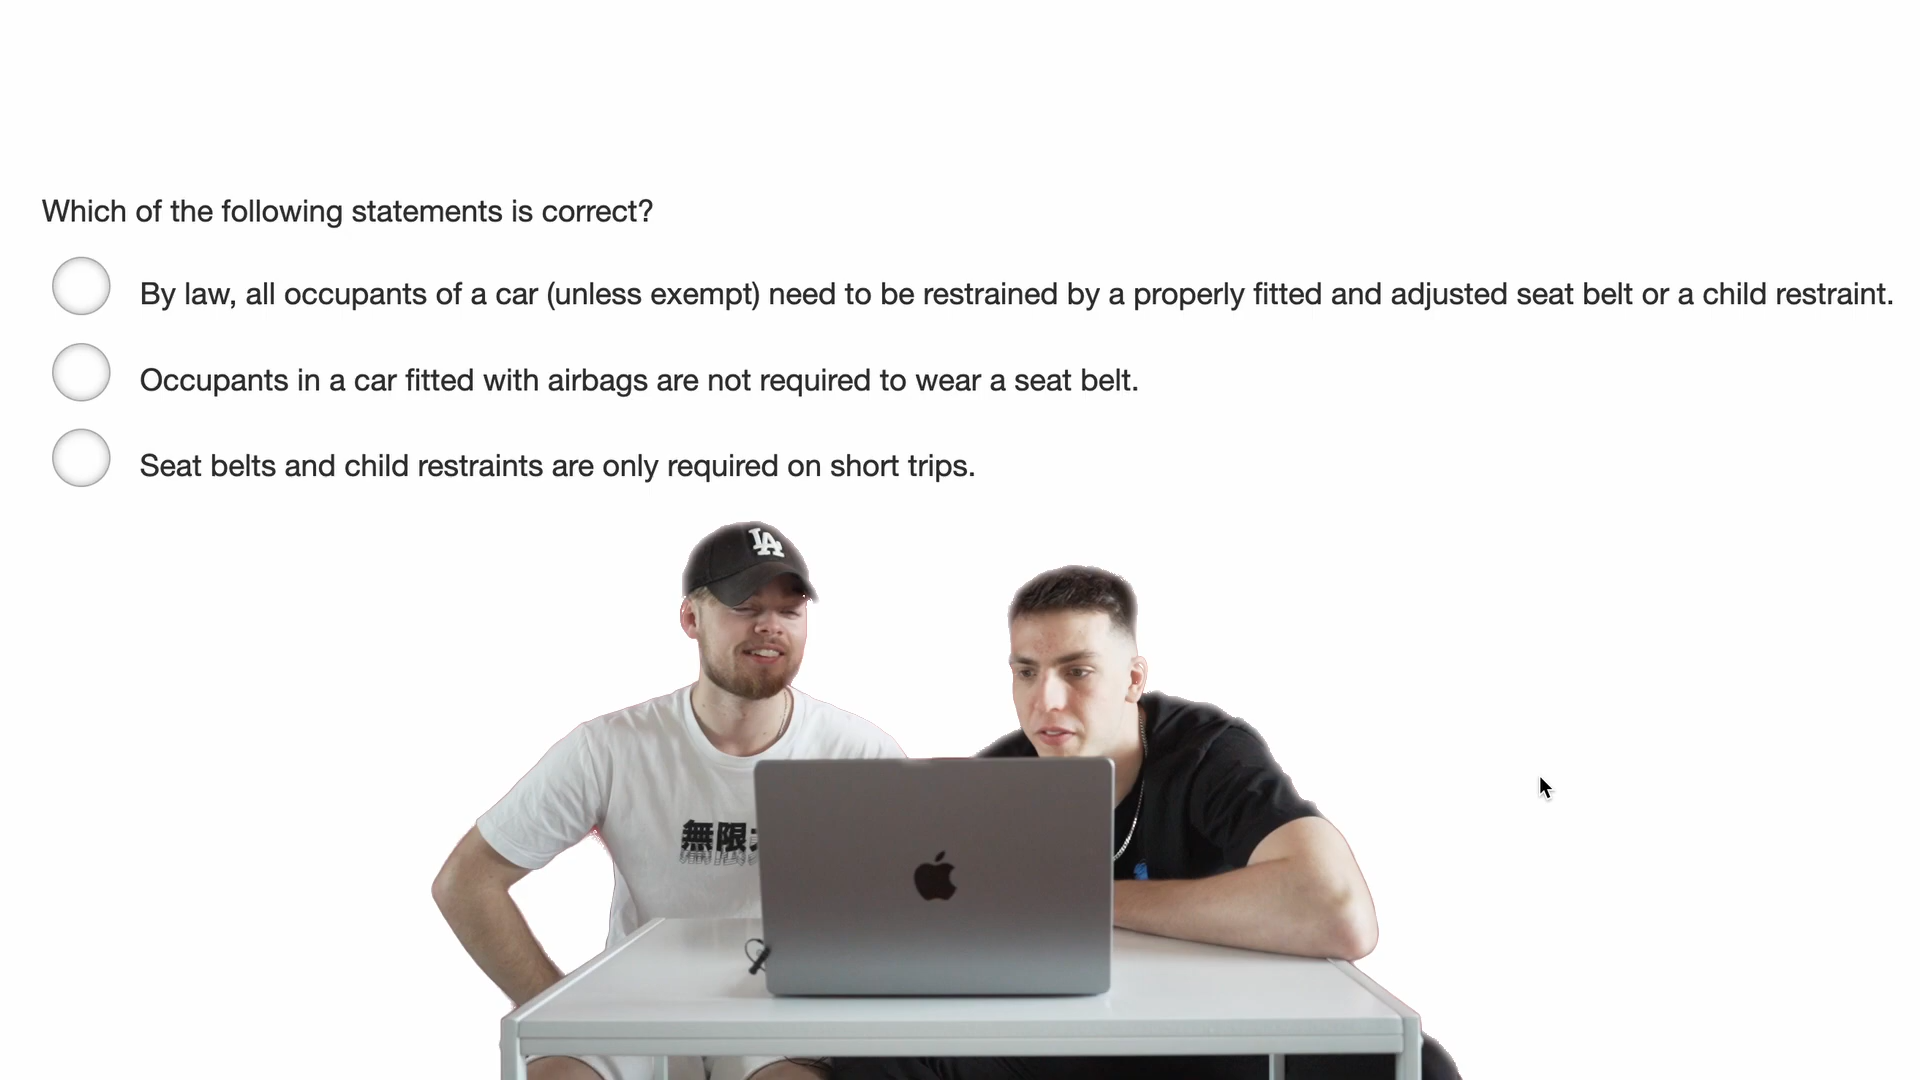 Which of the following statements is correct?
By law, all occupants of a car (unless exempt) need to be restrained by a properly fitted and adjusted seat belt or a child restraint.
Occupants in a car fitted with airbags are not required to wear a seat belt.
Seat belts and child restraints are only required on short trips.
LA
無限